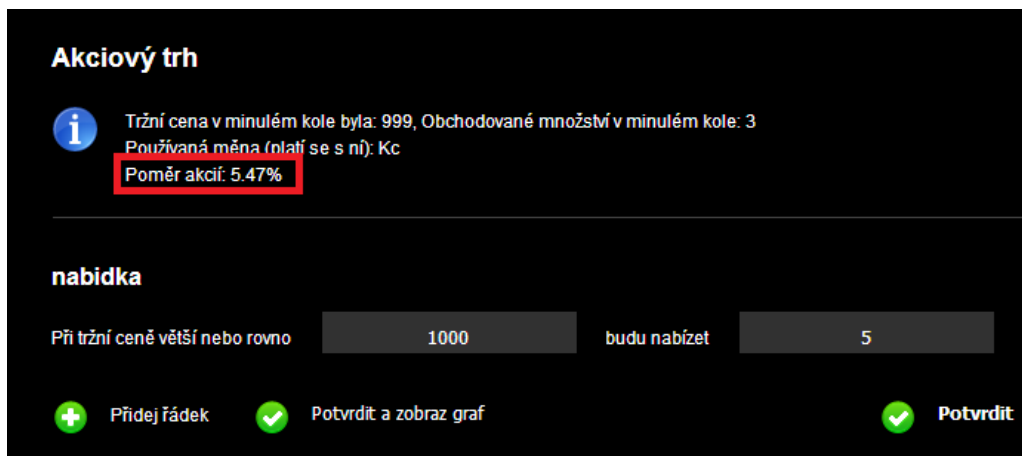 Akciový trh
Tržní cena v minulém kole byla: 999, Obchodované množství v minulém kole: 3
Používaná měna (platí se s ní): Kc
Poměr akcií: 5.47%
nabidka
Při tržní ceně větší nebo rovno 1000 budu nabízet 5
Přidej řádek Potvrdit a zobraz graf Potvrdit